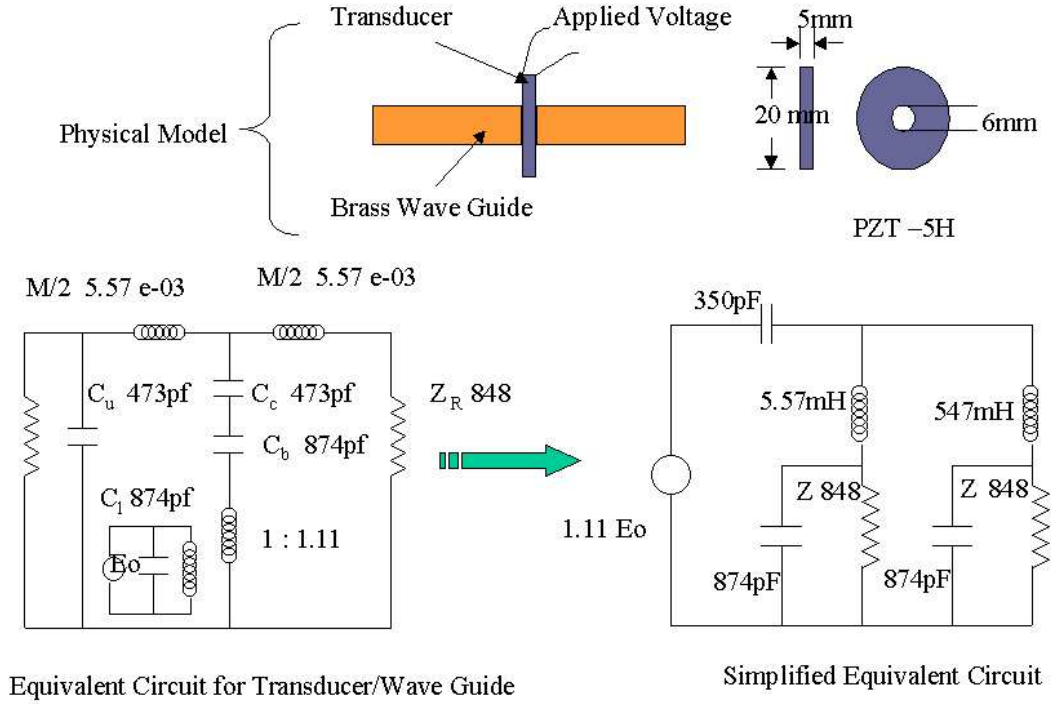 Transducer
Applied Voltage
5mm
Physical Model
20 mm
6mm
Brass Wave Guide
PZT –5H
M/2 5.57 e-03
M/2 5.57 e-03
350pF
Cu 473pf
Cc 473pf
ZR 848
5.57mH
547mH
Cb 874pf
Cl 874pf
Z 848
Z 848
1 : 1.11
1.11 Eo
Eo
874pF
874pF
Equivalent Circuit for Transducer/Wave Guide
Simplified Equivalent Circuit